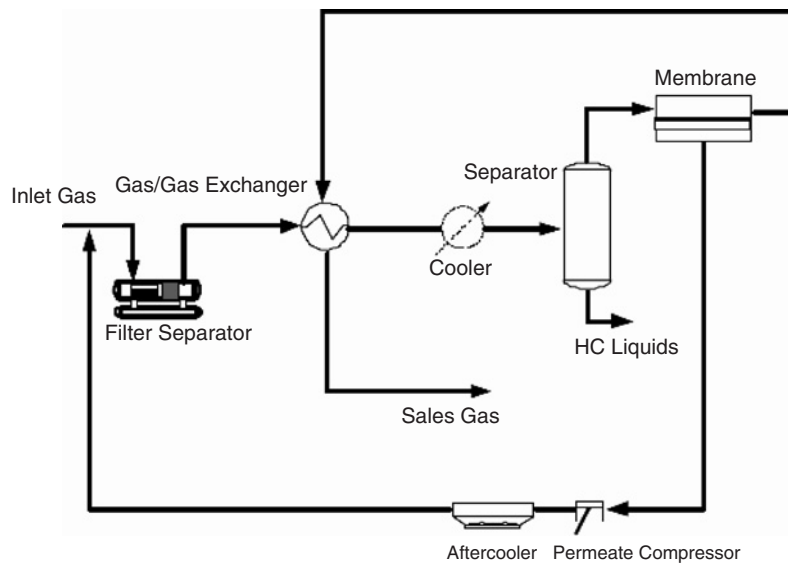 Membrane
Separator
Gas/Gas Exchanger
Inlet Gas
Cooler
Filter Separator
HC Liquids
Sales Gas
Aftercooler
Permeate Compressor